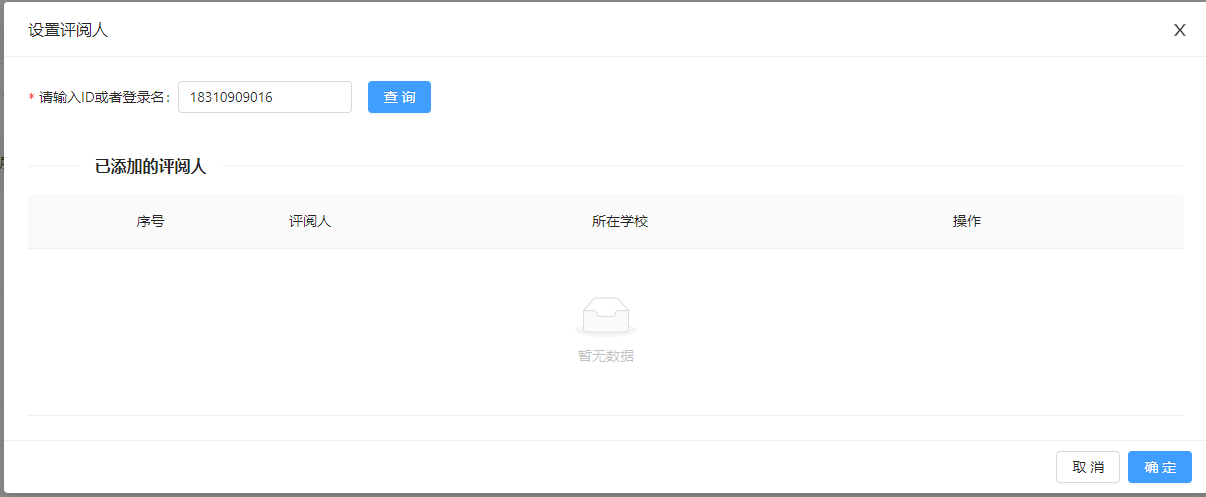 设置评阅人
* 请输入ID或者登录名: 18310909016 查 询
已添加的评阅人
序号 评阅人 所在学校 操作
暂无数据
取 消 确 定